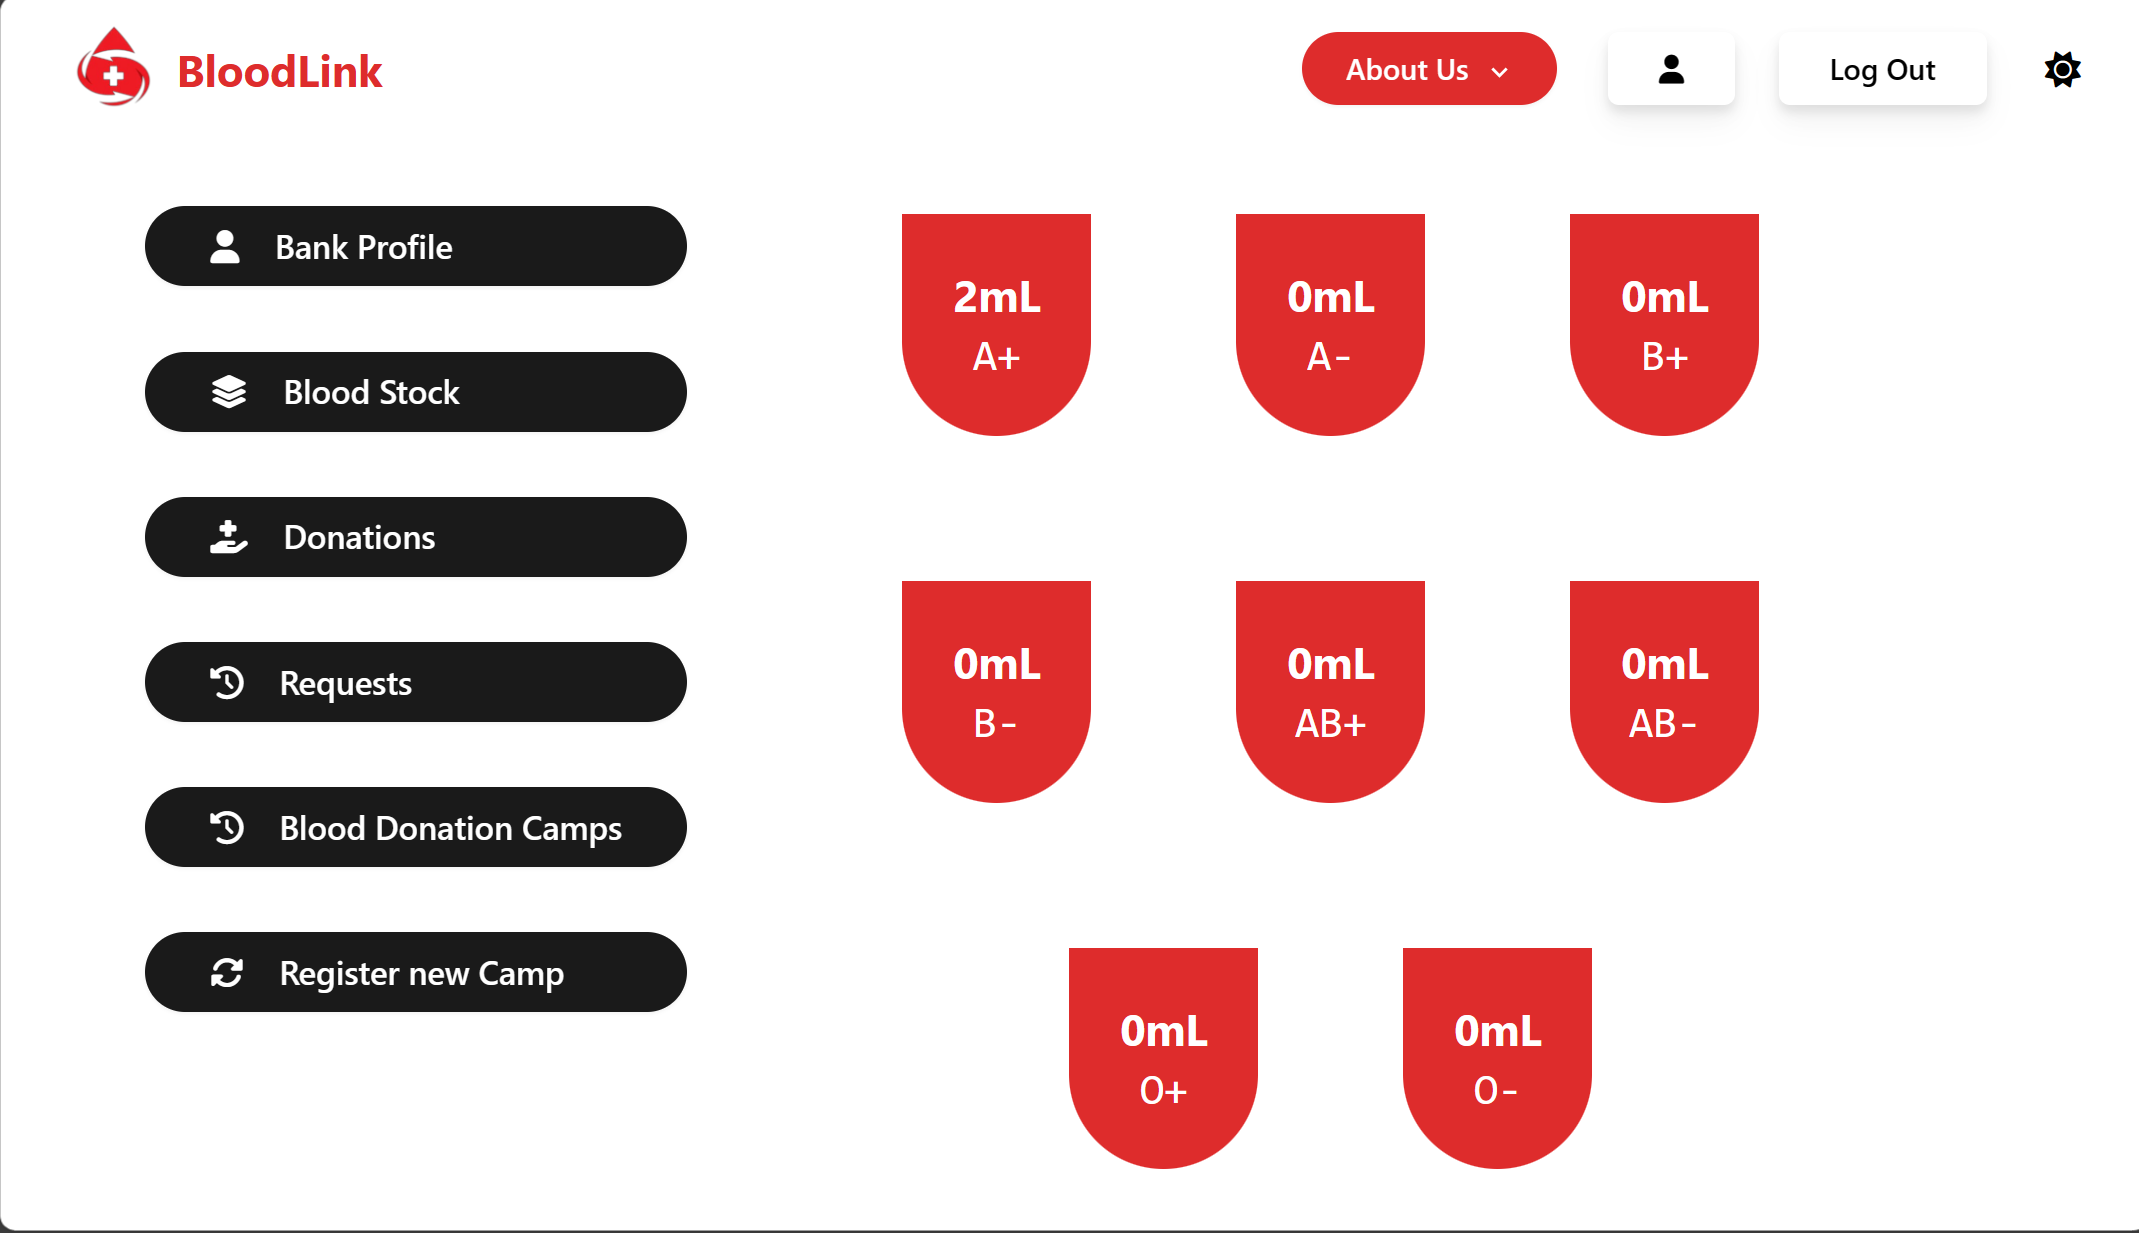 BloodLink
About Us
Log Out
Bank Profile
Blood Stock
Donations
Requests
Blood Donation Camps
Register new Camp
2mL
A+
0mL
A-
0mL
B+
0mL
B-
0mL
AB+
0mL
AB-
0mL
O+
0mL
O-